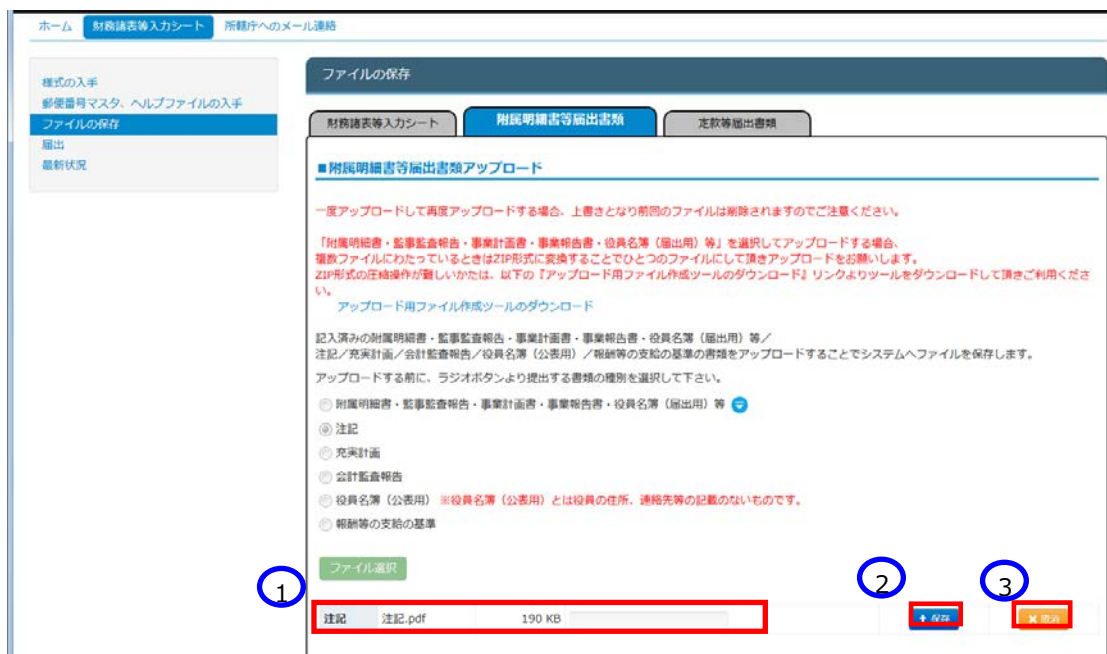 ホーム 財務諸表等入力シート 所轄庁へのメール連絡
様式の入手
郵便番号マスタ、ヘルプファイルの入手
ファイルの保存
届出
最新状況
ファイルの保存
財務諸表等入力シート 附属明細書等届出書類 定款等届出書類
■附属明細書等届出書類アップロード
一度アップロードして再度アップロードする場合、上書きとなり前回のファイルは削除されますのでご注意ください。
「附属明細書・監事監査報告・事業計画書・事業報告書・役員名簿（届出用）等」を選択してアップロードする場合、
複数ファイルにわたっているときはZIP形式に変換することでひとつのファイルにして頂きアップロードをお願いします。
ZIP形式の圧縮操作が難しいかたは、以下の『アップロード用ファイル作成ツールのダウンロード』リンクよりツールをダウンロードして頂きご利用くださ
い。
アップロード用ファイル作成ツールのダウンロード
記入済みの附属明細書・監事監査報告・事業計画書・事業報告書・役員名簿（届出用）等／
注記／充実計画／会計監査報告／役員名簿（公表用）／報酬等の支給の基準の書類をアップロードすることでシステムへファイルを保存します。
アップロードする前に、ラジオボタンより提出する書類の種別を選択して下さい。
附属明細書・監事監査報告・事業計画書・事業報告書・役員名簿（届出用）等
注記
充実計画
会計監査報告
役員名簿（公表用） ※役員名簿（公表用）とは役員の住所、連絡先等の記載のないものです。
報酬等の支給の基準
ファイル選択
1 2 3
注記 注記.pdf 190 KB 保存 取消